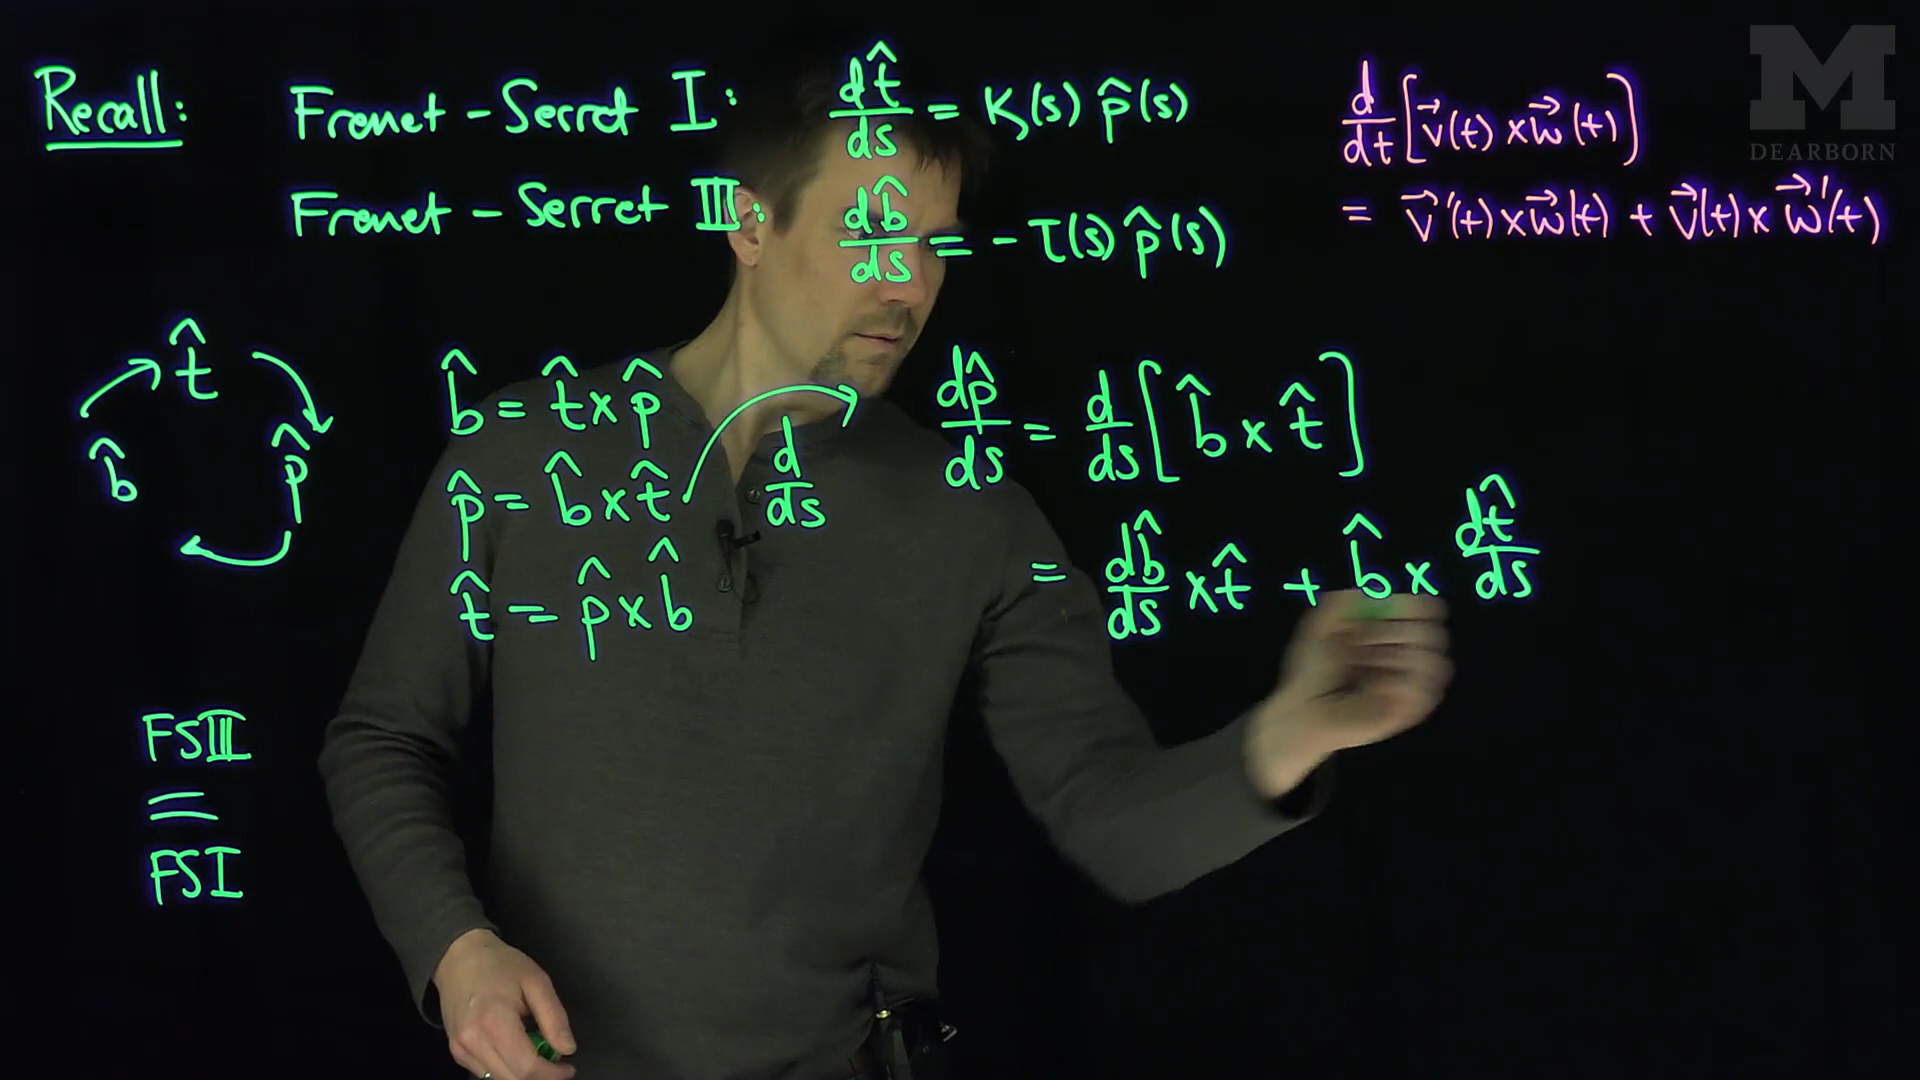 Recall: Frenet - Serret I: dt̂/ds = κ(s) p̂(s)
Frenet - Serret III: db̂/ds = -τ(s) p̂(s)
d/dt [v⃗(t) × w⃗(t)]
= v⃗'(t) × w⃗(t) + v⃗(t) × w⃗'(t)
M
DEARBORN
t̂
b̂ p̂
b̂ = t̂ × p̂
p̂ = b̂ × t̂
t̂ = p̂ × b̂
d/ds
dp̂/ds = d/ds [b̂ × t̂]
= db̂/ds × t̂ + b̂ × dt̂/ds
FSIII
=
FSI